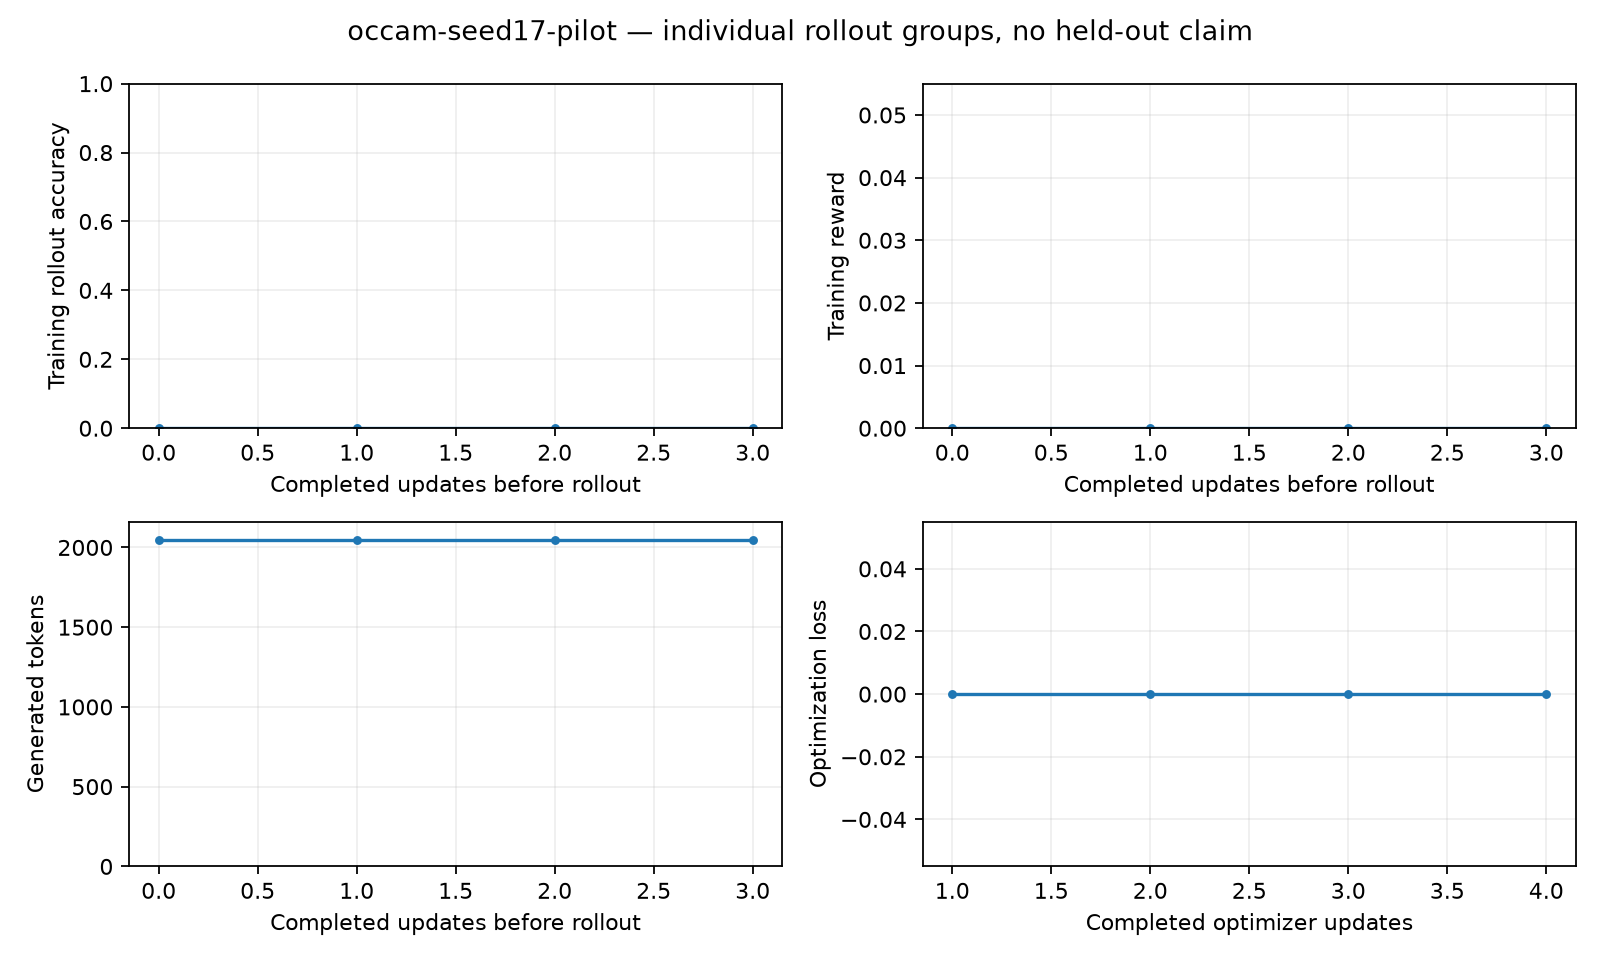 occam-seed17-pilot — individual rollout groups, no held-out claim
Training rollout accuracy
1.0
0.8
0.6
0.4
0.2
0.0
0.0 0.5 1.0 1.5 2.0 2.5 3.0
Completed updates before rollout
Training reward
0.05
0.04
0.03
0.02
0.01
0.00
0.0 0.5 1.0 1.5 2.0 2.5 3.0
Completed updates before rollout
Generated tokens
2000
1500
1000
500
0
0.0 0.5 1.0 1.5 2.0 2.5 3.0
Completed updates before rollout
Optimization loss
0.04
0.02
0.00
−0.02
−0.04
1.0 1.5 2.0 2.5 3.0 3.5 4.0
Completed optimizer updates